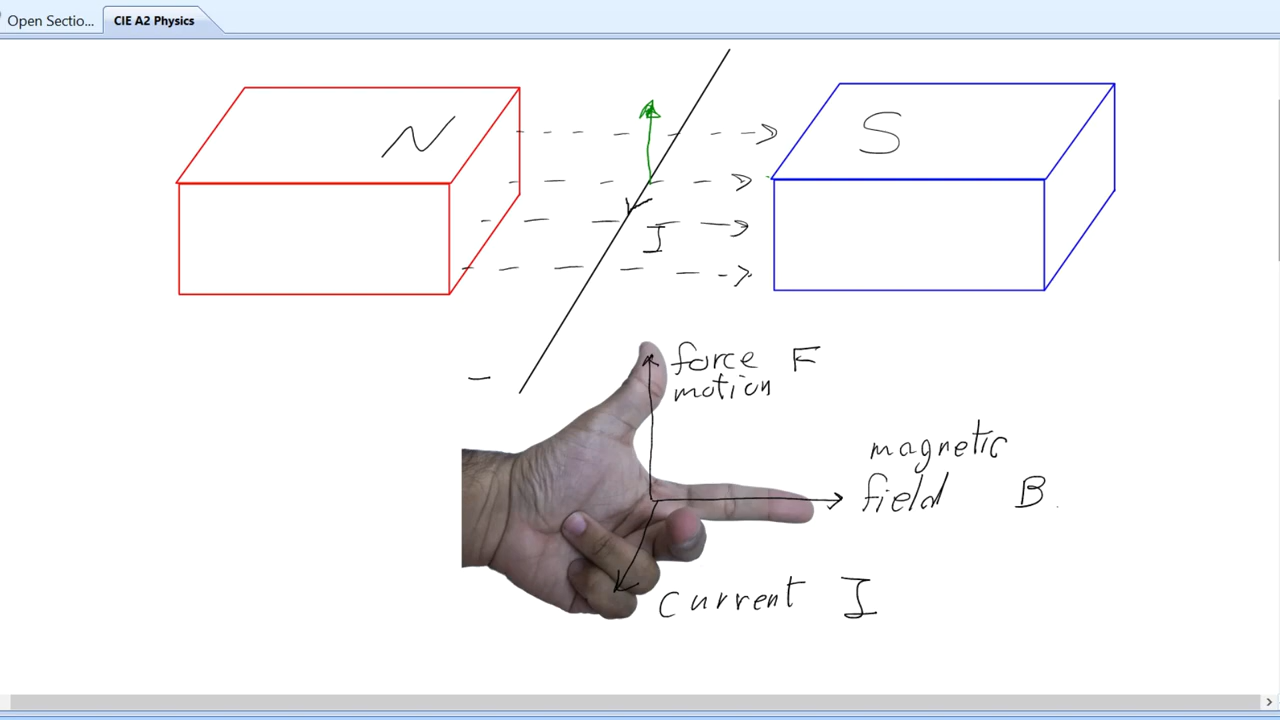 Open Sectio...
CIE A2 Physics
N
S
I
force F
motion
magnetic
field B
current I